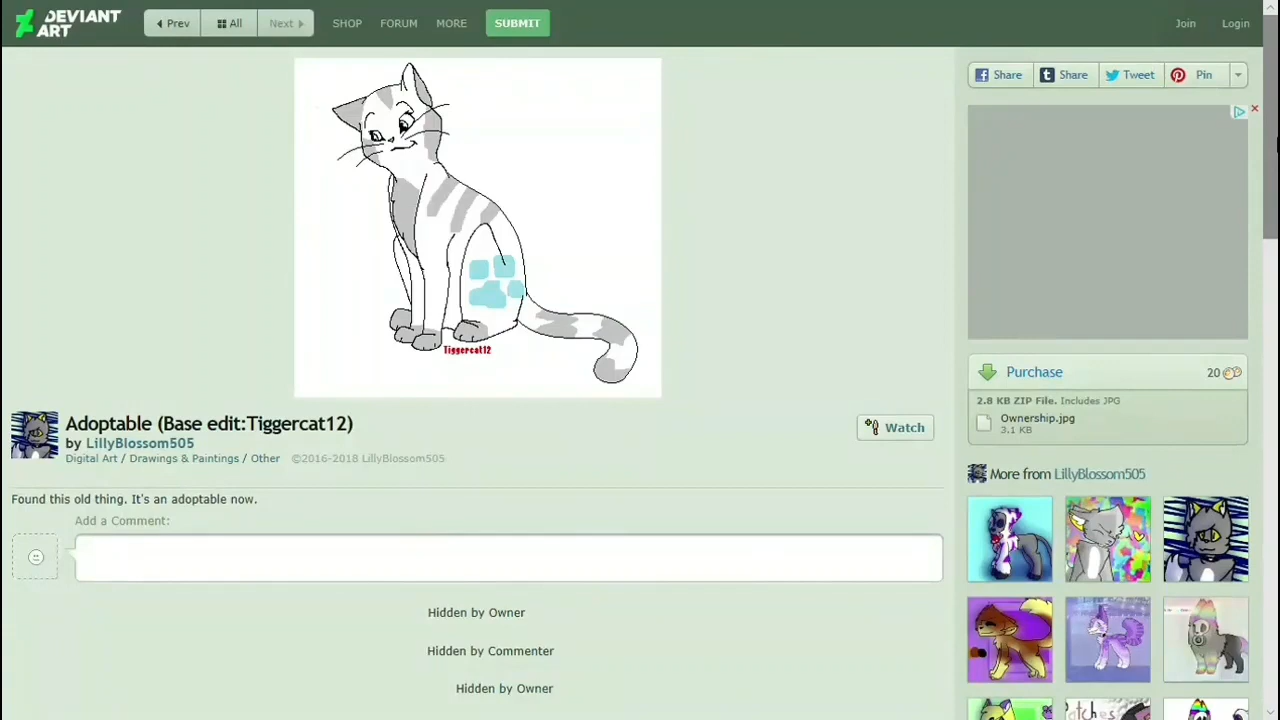 DEVIANT ART
Prev All Next SHOP FORUM MORE SUBMIT Join Login
Share Share Tweet Pin
Tiggercat12
Purchase 20
2.8 KB ZIP File. Includes JPG
Ownership.jpg
3.1 KB
Adoptable (Base edit:Tiggercat12)
by LillyBlossom505
Watch
Digital Art / Drawings & Paintings / Other ©2016-2018 LillyBlossom505
More from LillyBlossom505
Found this old thing. It's an adoptable now.
Add a Comment:
Hidden by Owner
Hidden by Commenter
Hidden by Owner